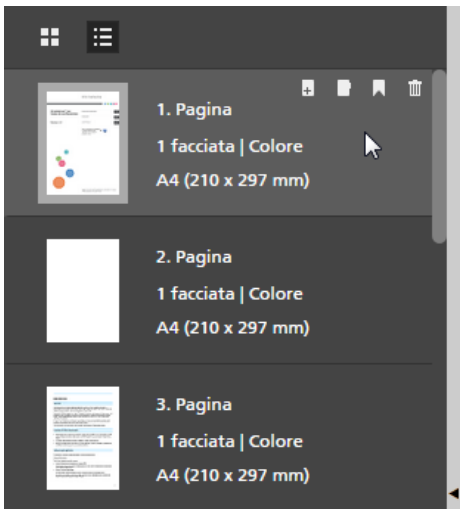 1. Pagina
1 facciata | Colore
A4 (210 x 297 mm)
2. Pagina
1 facciata | Colore
A4 (210 x 297 mm)
3. Pagina
1 facciata | Colore
A4 (210 x 297 mm)